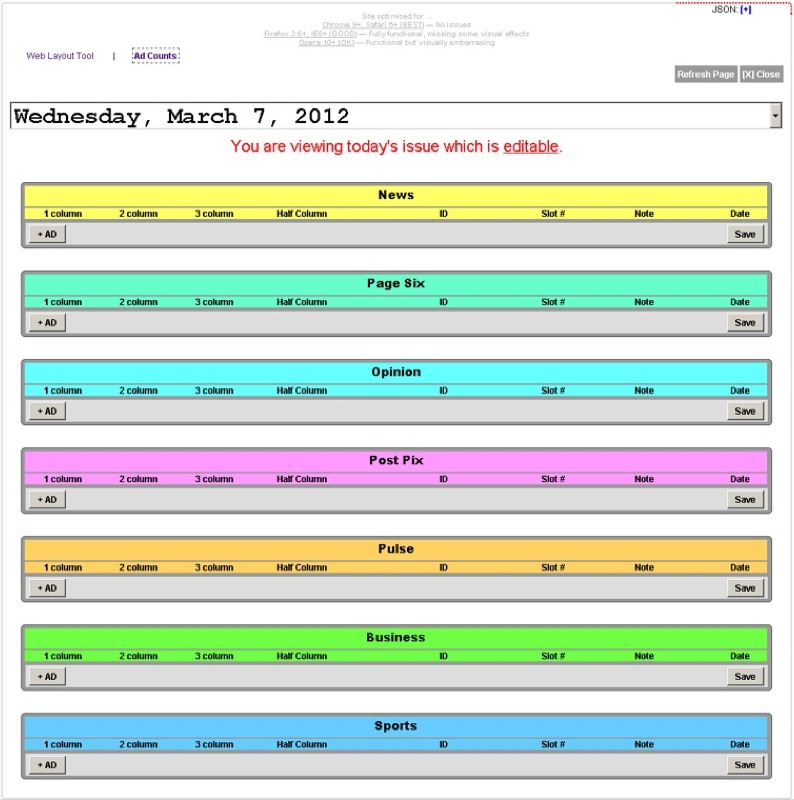 JSON: [+]
Site optimized for ...
Chrome 9+, Safari 5+ (BEST) — No issues
Firefox 3.6+, IE8+ (GOOD) — Fully functional, missing some visual effects
Opera 10+ (OK) — Functional but visually embarrasing
Web Layout Tool | Ad Counts
Refresh Page [X] Close
Wednesday, March 7, 2012
You are viewing today's issue which is editable.
News
1 column 2 column 3 column Half Column ID Slot # Note Date
+ AD Save
Page Six
1 column 2 column 3 column Half Column ID Slot # Note Date
+ AD Save
Opinion
1 column 2 column 3 column Half Column ID Slot # Note Date
+ AD Save
Post Pix
1 column 2 column 3 column Half Column ID Slot # Note Date
+ AD Save
Pulse
1 column 2 column 3 column Half Column ID Slot # Note Date
+ AD Save
Business
1 column 2 column 3 column Half Column ID Slot # Note Date
+ AD Save
Sports
1 column 2 column 3 column Half Column ID Slot # Note Date
+ AD Save